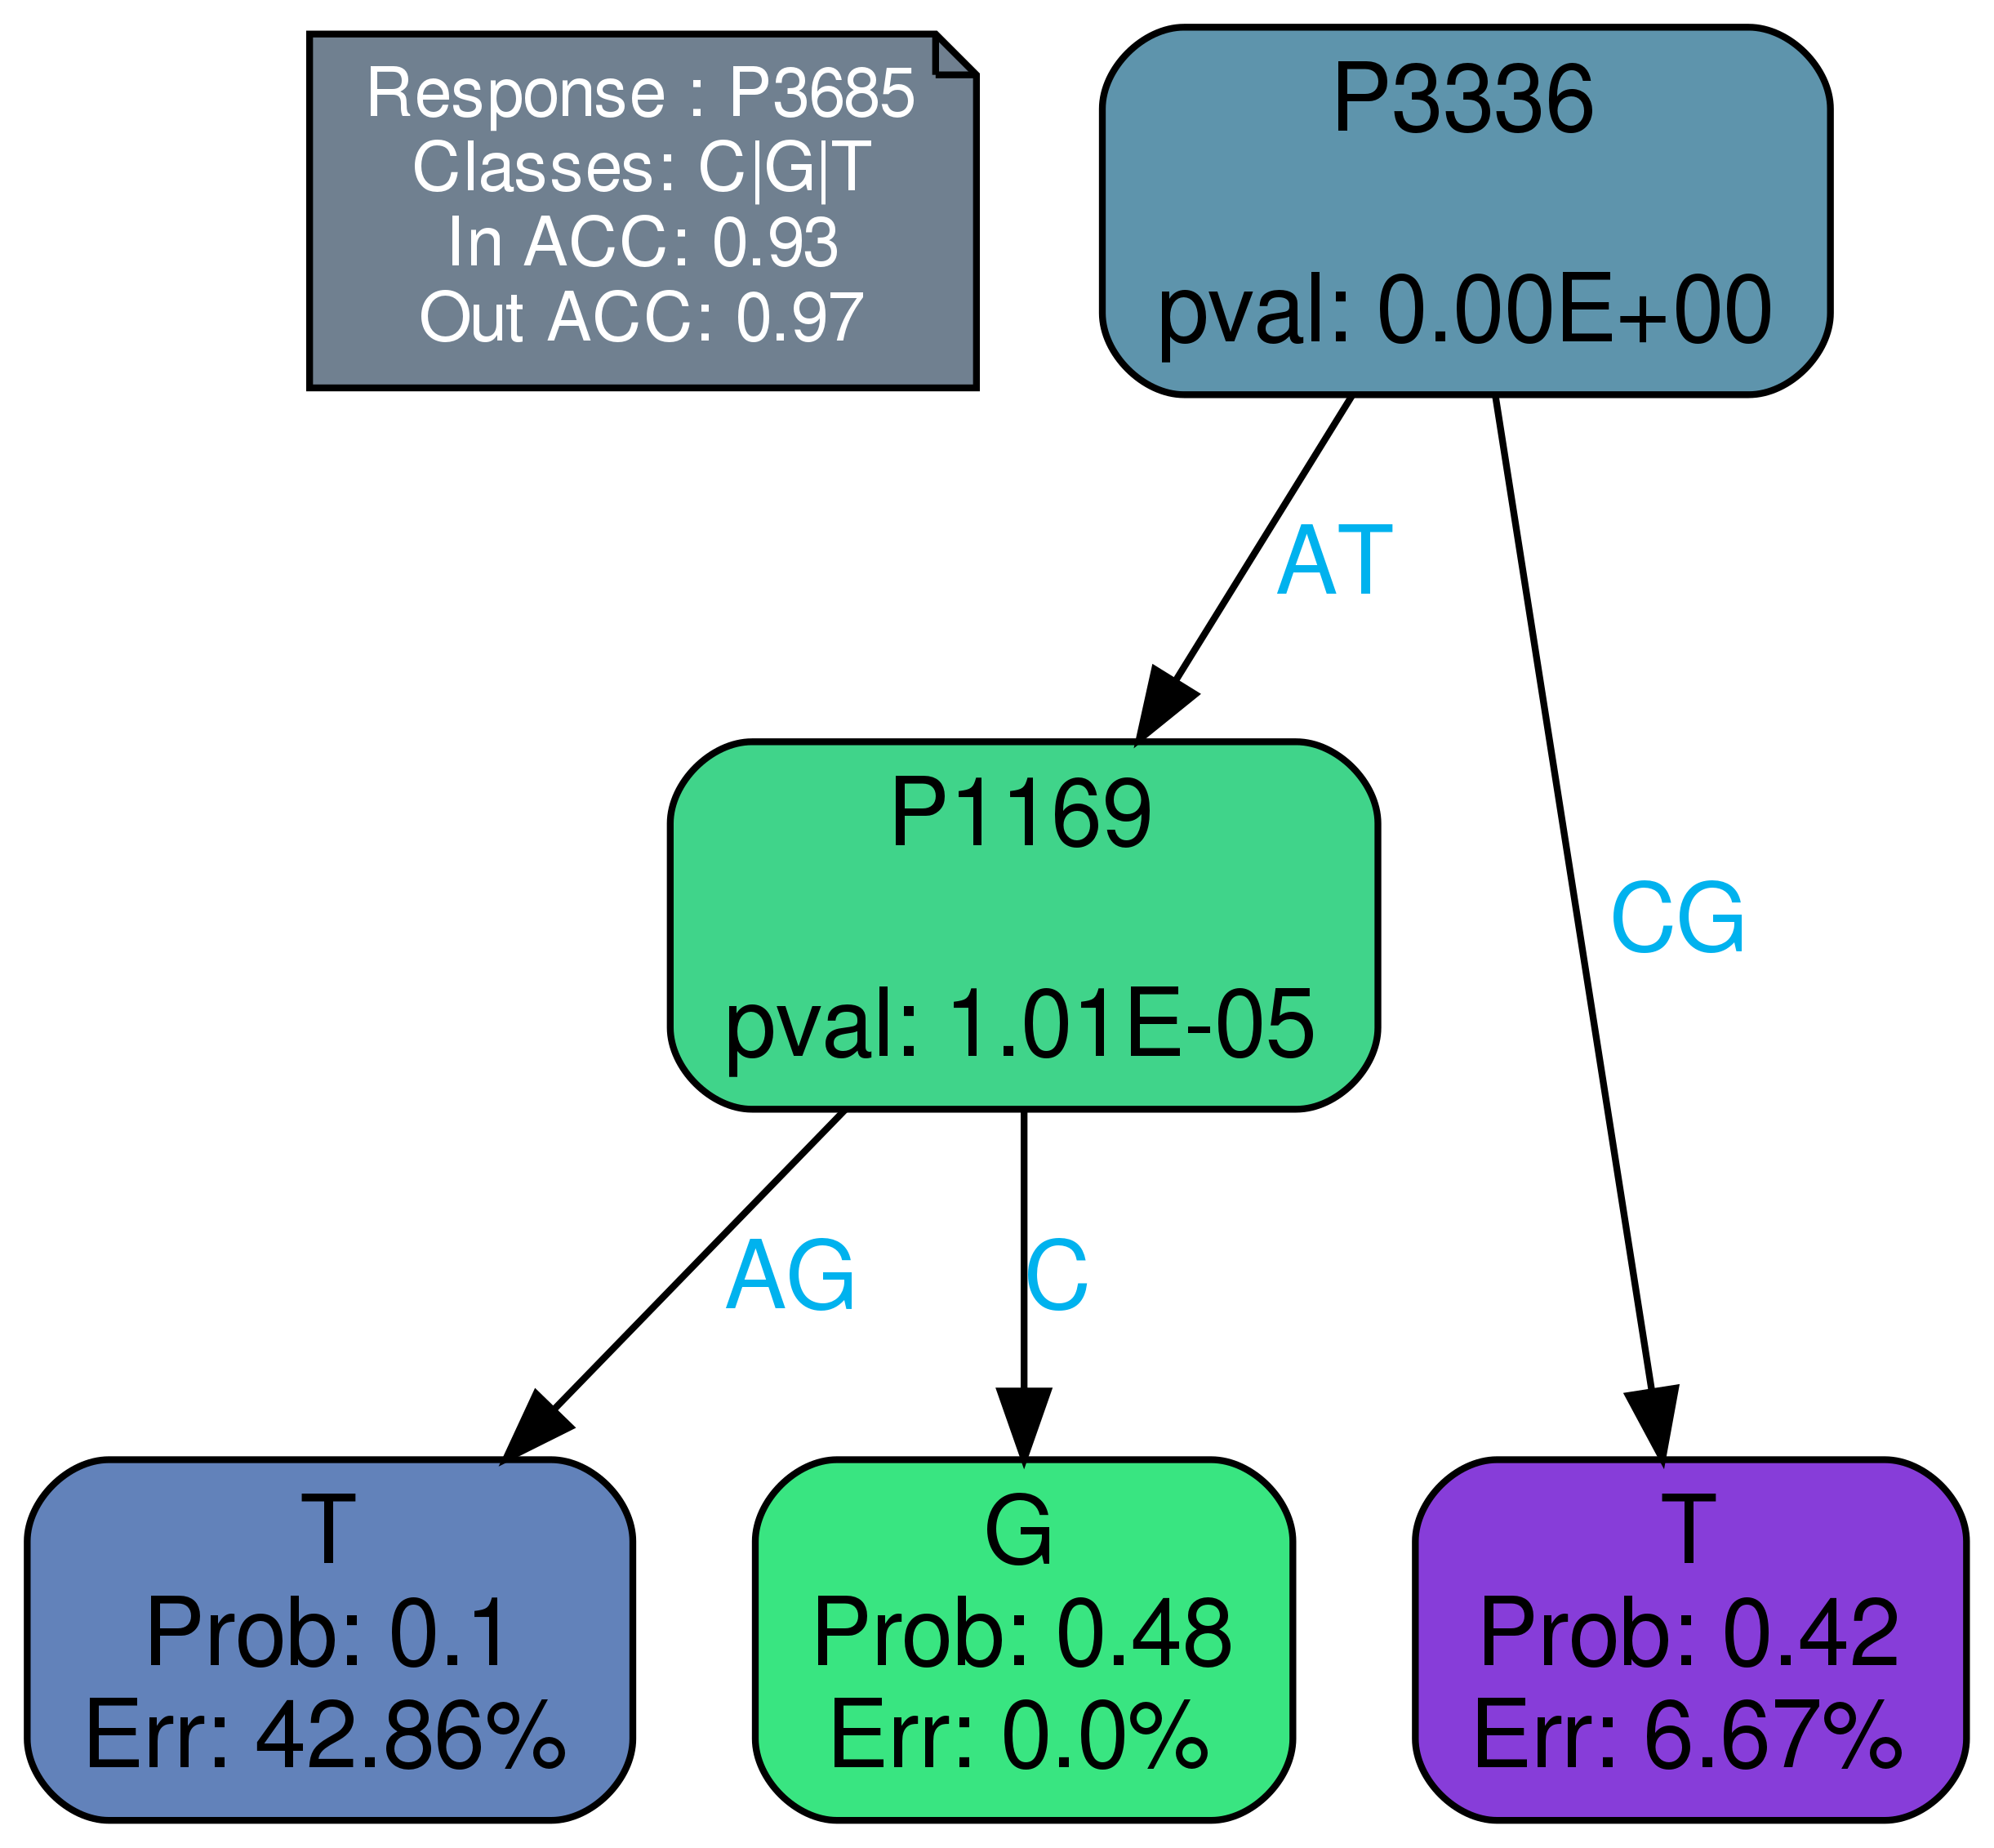 Response : P3685
Classes: C|G|T
In ACC: 0.93
Out ACC: 0.97
P3336
pval: 0.00E+00
AT
P1169
pval: 1.01E-05
CG
AG
C
T
Prob: 0.1
Err: 42.86%
G
Prob: 0.48
Err: 0.0%
T
Prob: 0.42
Err: 6.67%